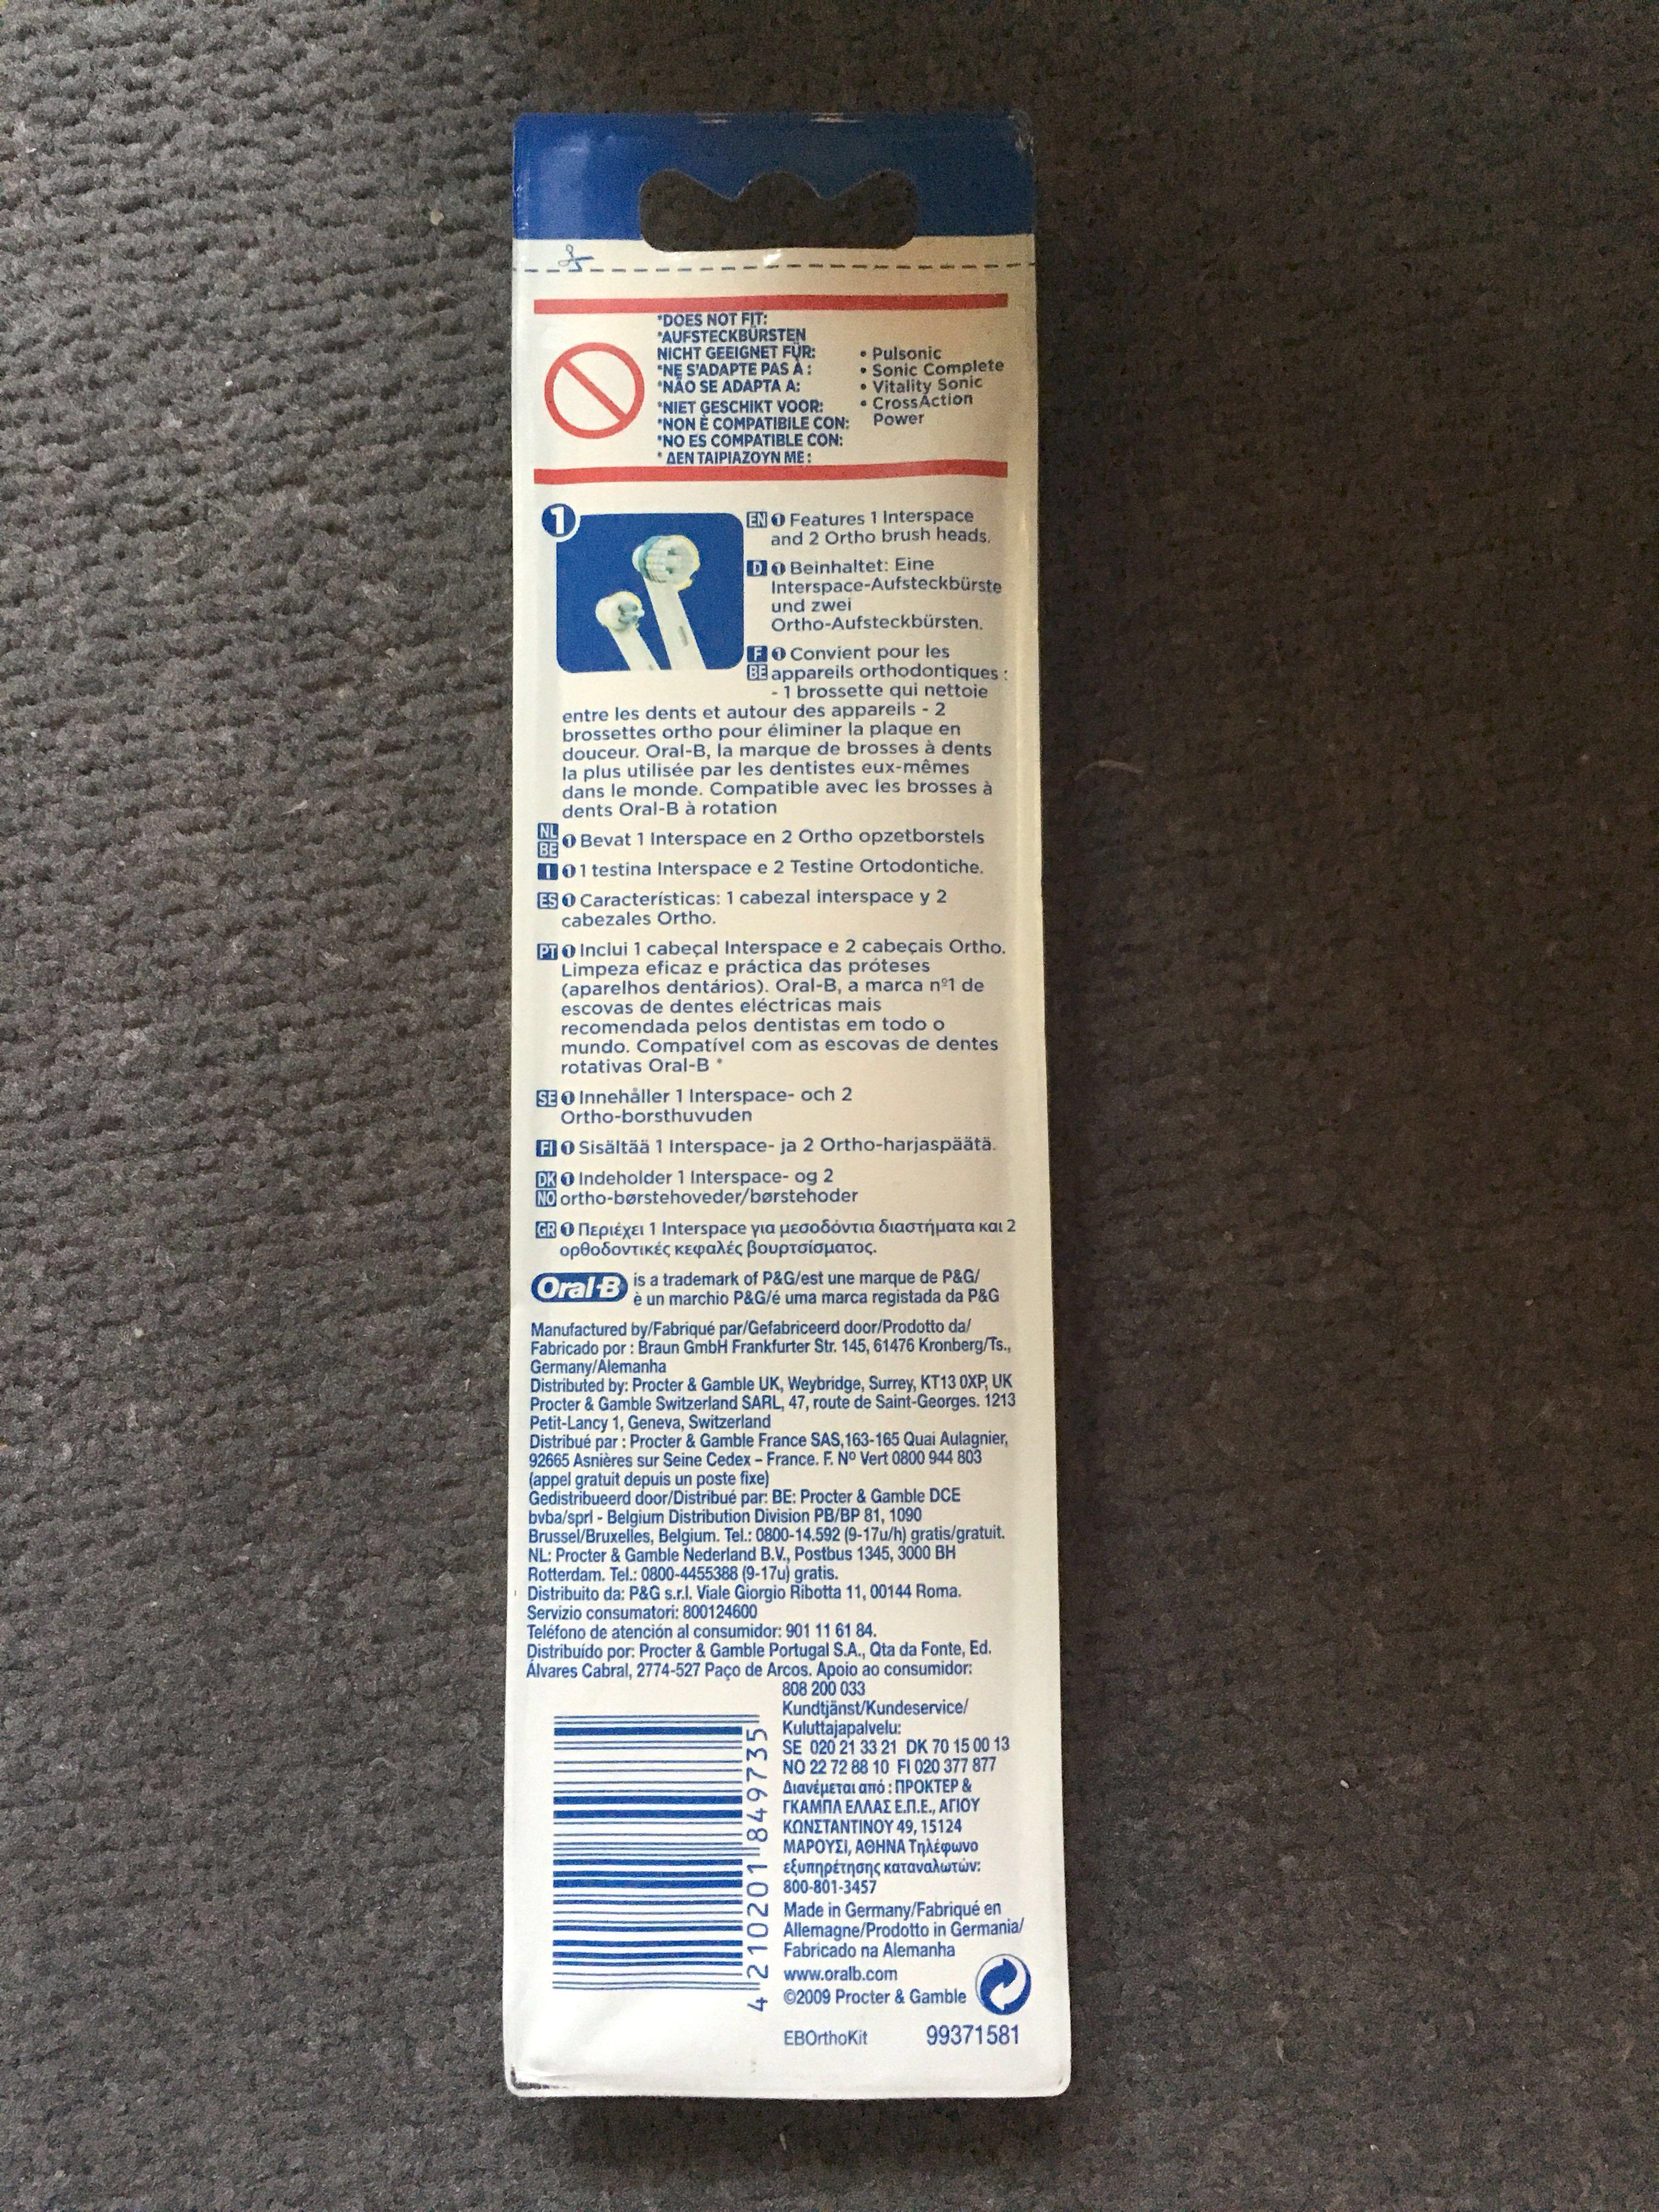 *DOES NOT FIT:
*AUFSTECKBÜRSTEN
NICHT GEEIGNET FÜR:
*NE S'ADAPTE PAS À :
*NÃO SE ADAPTA A:
*NIET GESCHIKT VOOR:
*NON È COMPATIBILE CON:
*NO ES COMPATIBLE CON:
* ΔΕΝ ΤΑΙΡΙΑΖΟΥΝ ΜΕ :
• Pulsonic
• Sonic Complete
• Vitality Sonic
• CrossAction
Power
1
EN 1 Features 1 Interspace
and 2 Ortho brush heads.
D 1 Beinhaltet: Eine
Interspace-Aufsteckbürste
und zwei
Ortho-Aufsteckbürsten.
F 1 Convient pour les
BE appareils orthodontiques :
- 1 brossette qui nettoie
entre les dents et autour des appareils - 2
brossettes ortho pour éliminer la plaque en
douceur. Oral-B, la marque de brosses à dents
la plus utilisée par les dentistes eux-mêmes
dans le monde. Compatible avec les brosses à
dents Oral-B à rotation
NL BE 1 Bevat 1 Interspace en 2 Ortho opzetborstels
I 1 1 testina Interspace e 2 Testine Ortodontiche.
ES 1 Características: 1 cabezal interspace y 2
cabezales Ortho.
PT 1 Inclui 1 cabeçal Interspace e 2 cabeçais Ortho.
Limpeza eficaz e práctica das próteses
(aparelhos dentários). Oral-B, a marca nº1 de
escovas de dentes eléctricas mais
recomendada pelos dentistas em todo o
mundo. Compatível com as escovas de dentes
rotativas Oral-B *
SE 1 Innehåller 1 Interspace- och 2
Ortho-borsthuvuden
FI 1 Sisältää 1 Interspace- ja 2 Ortho-harjaspäätä.
DK 1 Indeholder 1 Interspace- og 2
NO ortho-børstehoveder/børstehoder
GR 1 Περιέχει 1 Interspace για μεσοδόντια διαστήματα και 2
ορθοδοντικές κεφαλές βουρτσίσματος.
Oral-B is a trademark of P&G/est une marque de P&G/
è un marchio P&G/é uma marca registada da P&G
Manufactured by/Fabriqué par/Gefabriceerd door/Prodotto da/
Fabricado por : Braun GmbH Frankfurter Str. 145, 61476 Kronberg/Ts.,
Germany/Alemanha
Distributed by: Procter & Gamble UK, Weybridge, Surrey, KT13 0XP, UK
Procter & Gamble Switzerland SARL, 47, route de Saint-Georges. 1213
Petit-Lancy 1, Geneva, Switzerland
Distribué par : Procter & Gamble France SAS,163-165 Quai Aulagnier,
92665 Asnières sur Seine Cedex – France. F. Nº Vert 0800 944 803
(appel gratuit depuis un poste fixe)
Gedistribueerd door/Distribué par: BE: Procter & Gamble DCE
bvba/sprl - Belgium Distribution Division PB/BP 81, 1090
Brussel/Bruxelles, Belgium. Tel.: 0800-14.592 (9-17u/h) gratis/gratuit.
NL: Procter & Gamble Nederland B.V., Postbus 1345, 3000 BH
Rotterdam. Tel.: 0800-4455388 (9-17u) gratis.
Distribuito da: P&G s.r.l. Viale Giorgio Ribotta 11, 00144 Roma.
Servizio consumatori: 800124600
Teléfono de atención al consumidor: 901 11 61 84.
Distribuído por: Procter & Gamble Portugal S.A., Qta da Fonte, Ed.
Álvares Cabral, 2774-527 Paço de Arcos. Apoio ao consumidor:
808 200 033
Kundtjänst/Kundeservice/
Kuluttajapalvelu:
SE 020 21 33 21 DK 70 15 00 13
NO 22 72 88 10 FI 020 377 877
Διανέμεται από : ΠΡΟΚΤΕΡ &
ΓΚΑΜΠΛ ΕΛΛΑΣ Ε.Π.Ε., ΑΓΙΟΥ
ΚΩΝΣΤΑΝΤΙΝΟΥ 49, 15124
ΜΑΡΟΥΣΙ, ΑΘΗΝΑ Τηλέφωνο
εξυπηρέτησης καταναλωτών:
800-801-3457
Made in Germany/Fabriqué en
Allemagne/Prodotto in Germania/
Fabricado na Alemanha
www.oralb.com
©2009 Procter & Gamble
EBOrthoKit 99371581
4 210201 849735